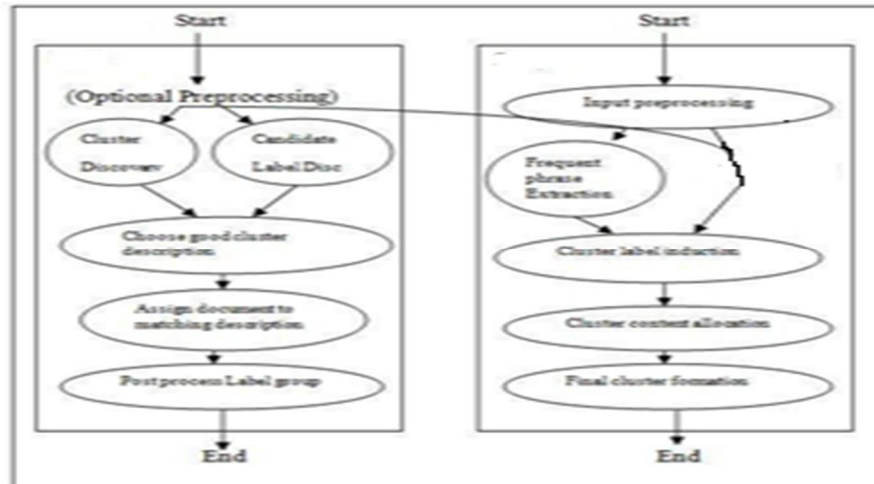 Start
(Optional Preprocessing)
Cluster
Discovery
Candidate
Label Disc
Choose good cluster
description
Assign document to
matching description
Post process Label group
End
Start
Input preprocessing
Frequent
phrase
Extraction
Cluster label induction
Cluster content allocation
Final cluster formation
End